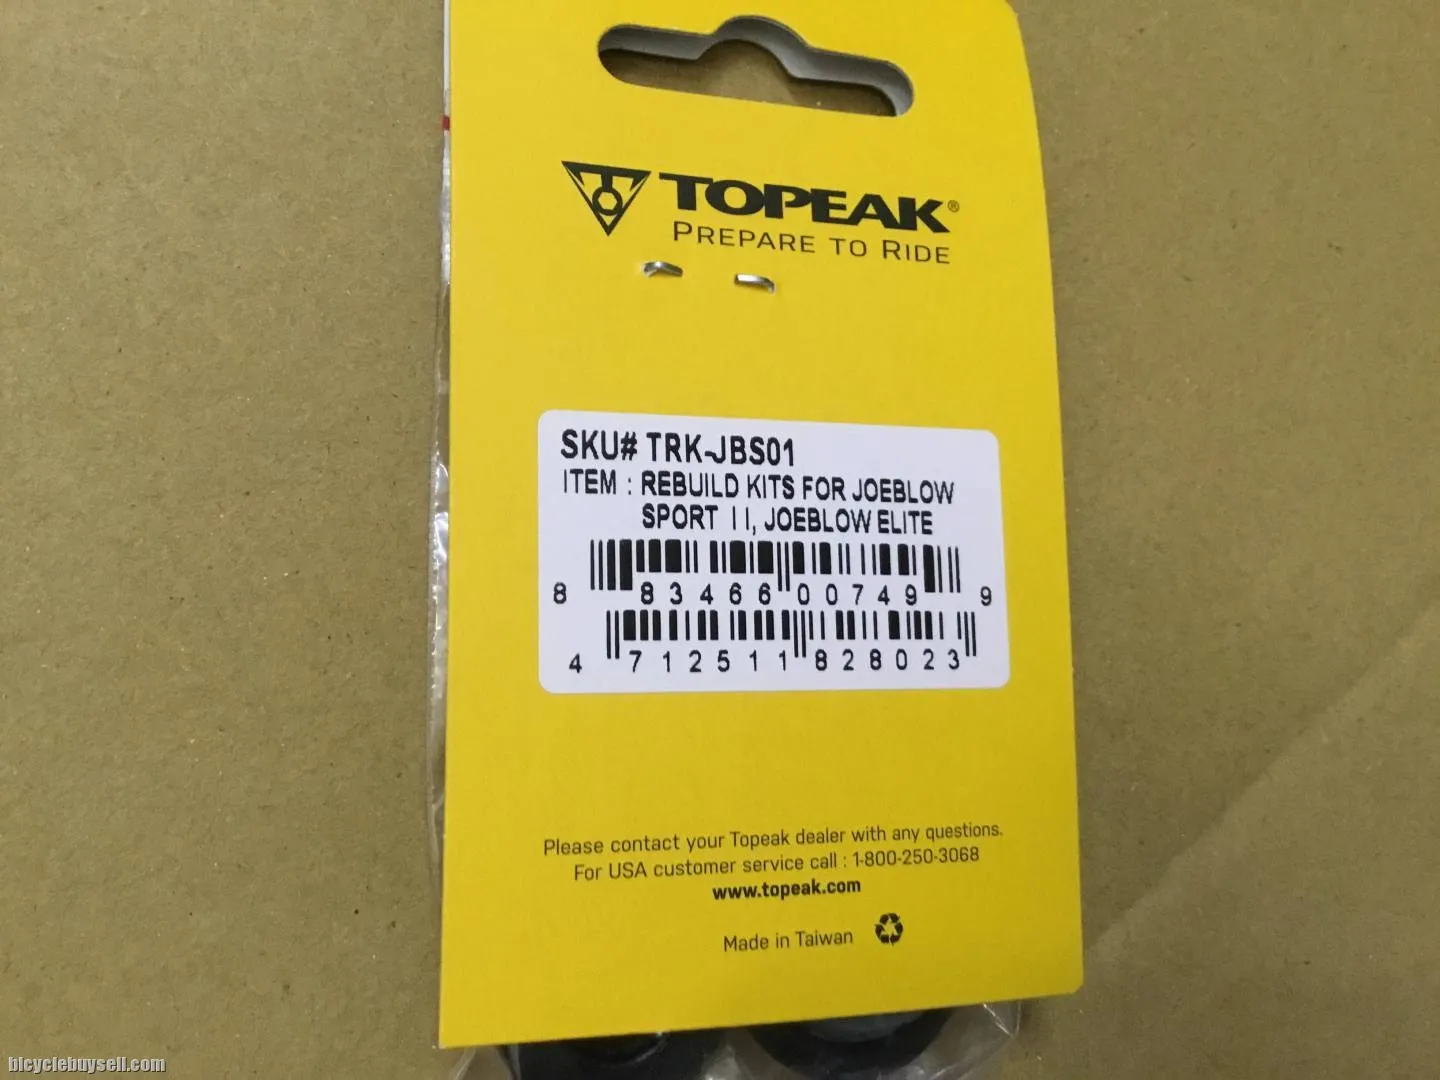 TOPEAK®
PREPARE TO RIDE
SKU# TRK-JBS01
ITEM : REBUILD KITS FOR JOEBLOW
SPORT II, JOEBLOW ELITE
8 83466 00749 9
4 712511 828023
Please contact your Topeak dealer with any questions.
For USA customer service call : 1-800-250-3068
www.topeak.com
Made in Taiwan
bicyclebuysell.com